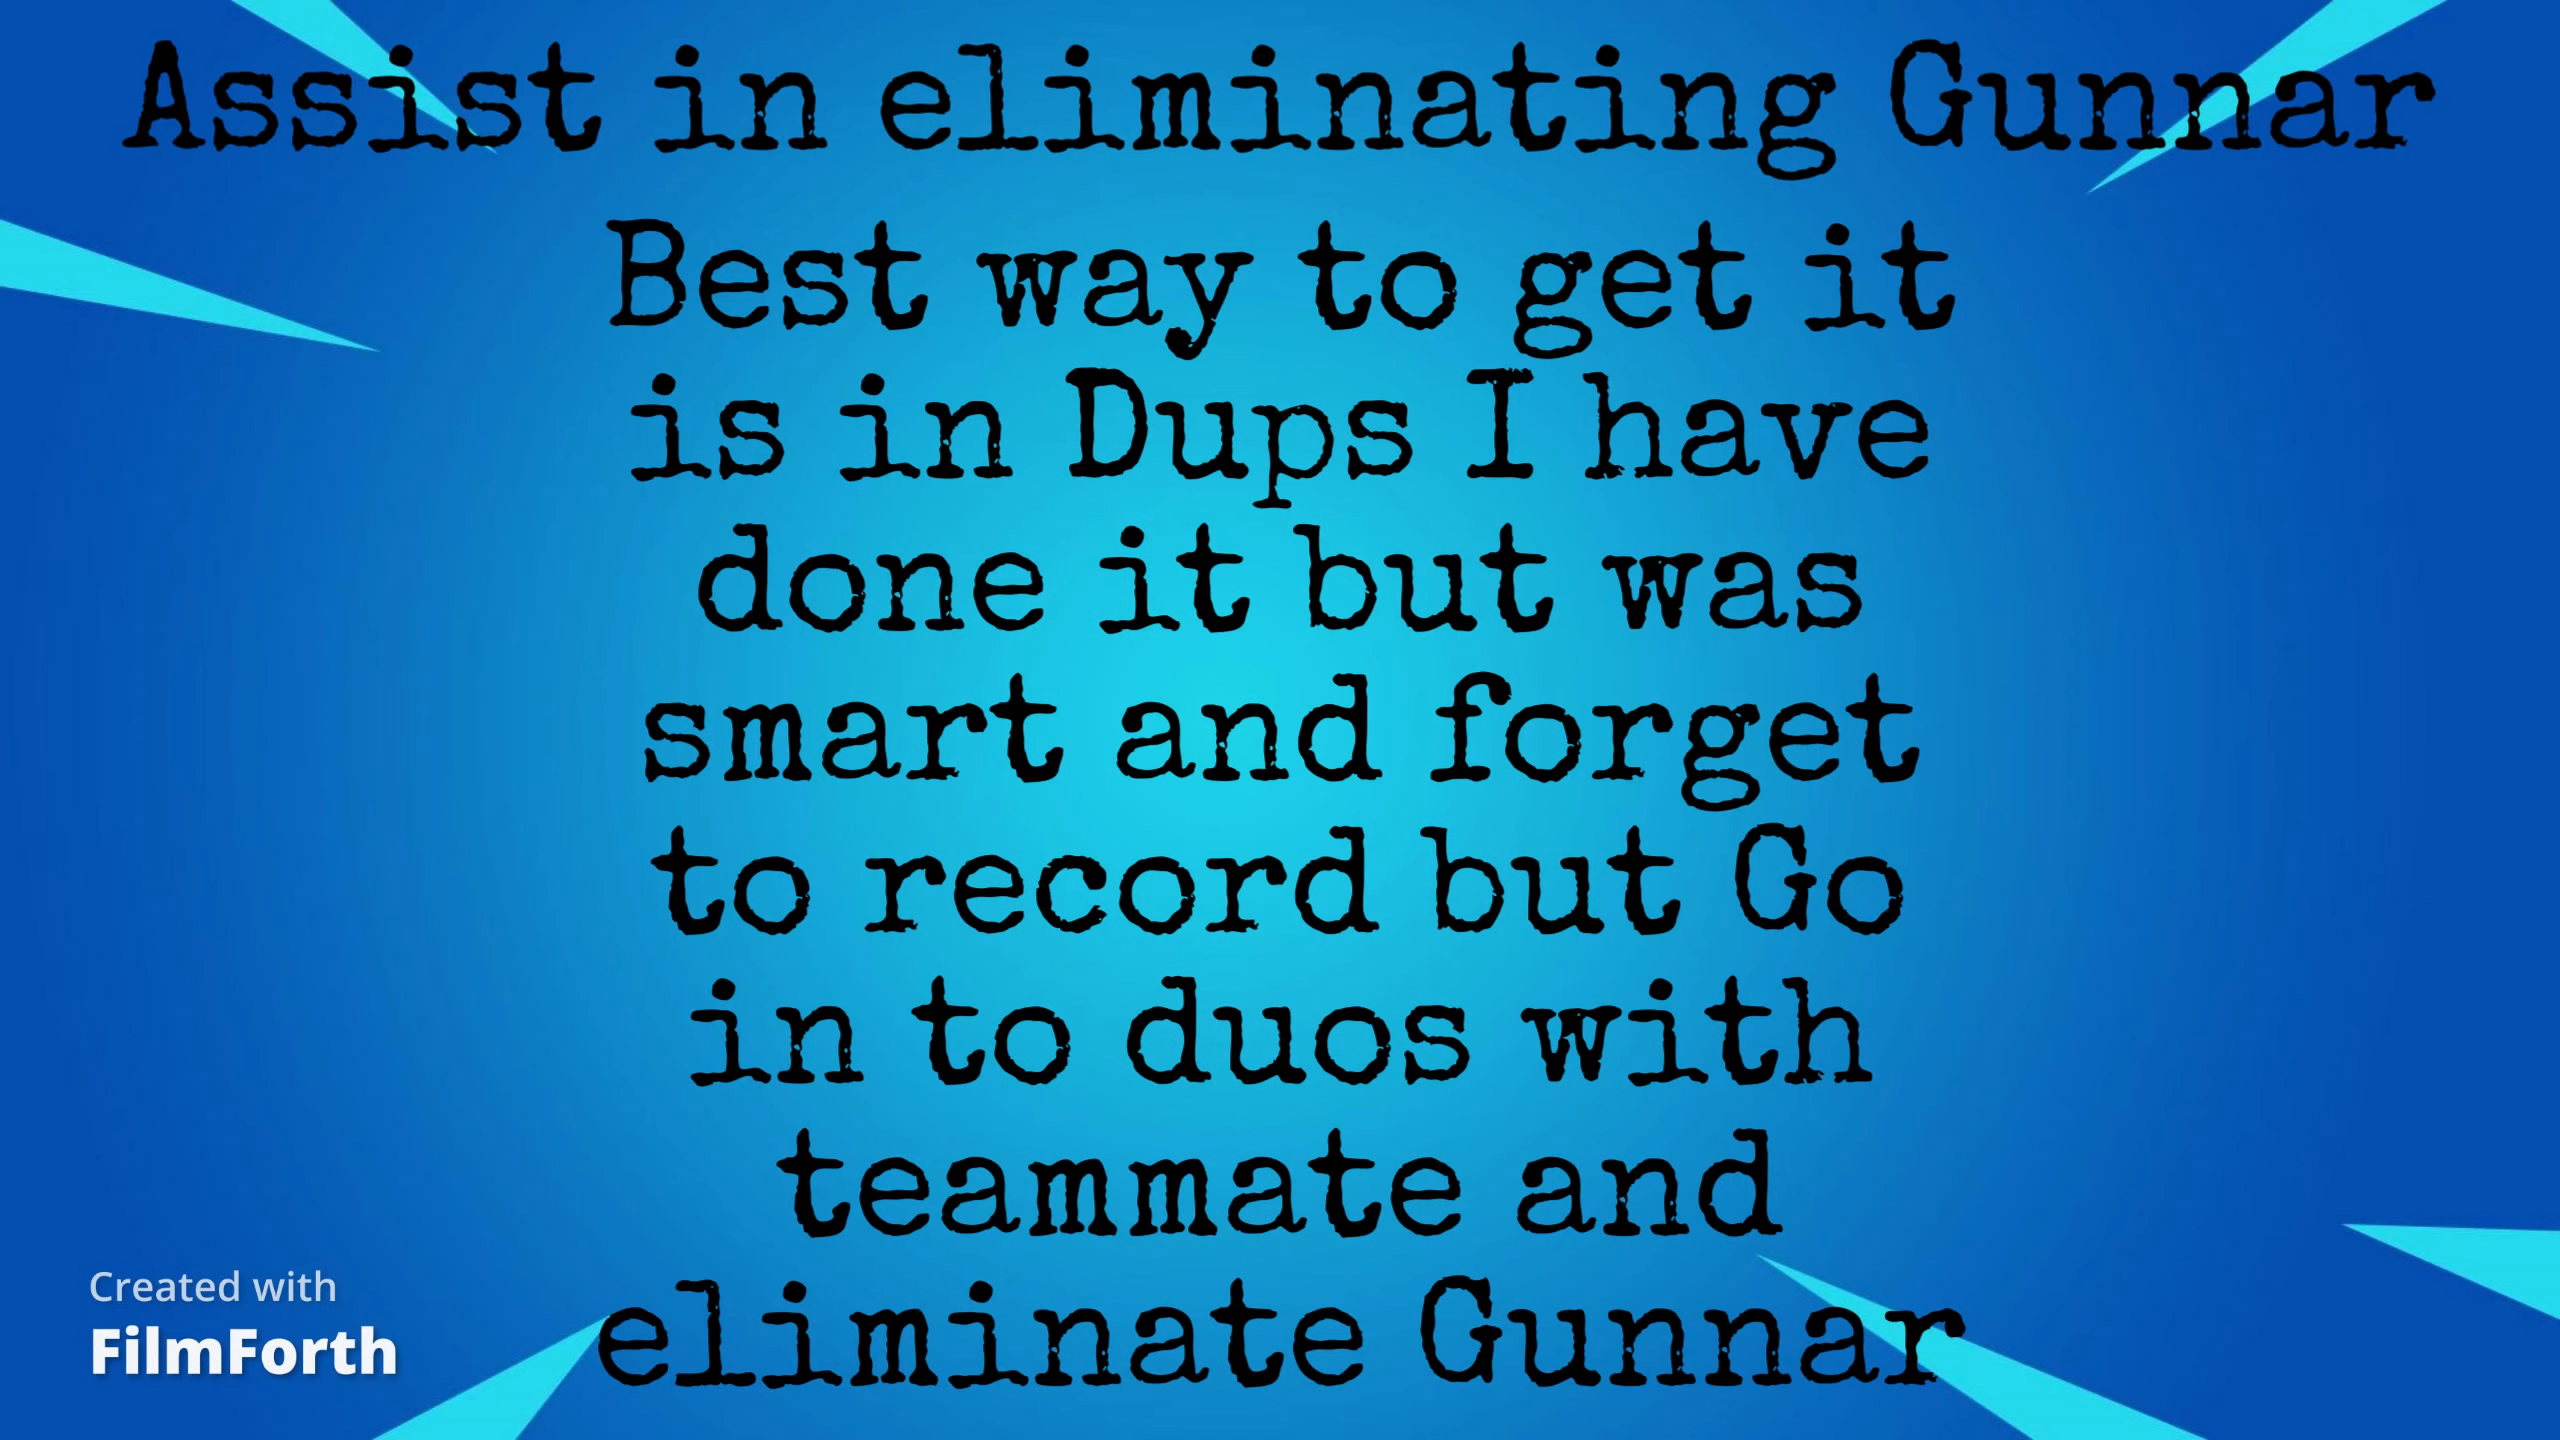 Assist in eliminating Gunnar
Best way to get it
is in Dups I have
done it but was
smart and forget
to record but Go
in to duos with
teammate and
eliminate Gunnar
Created with
FilmForth